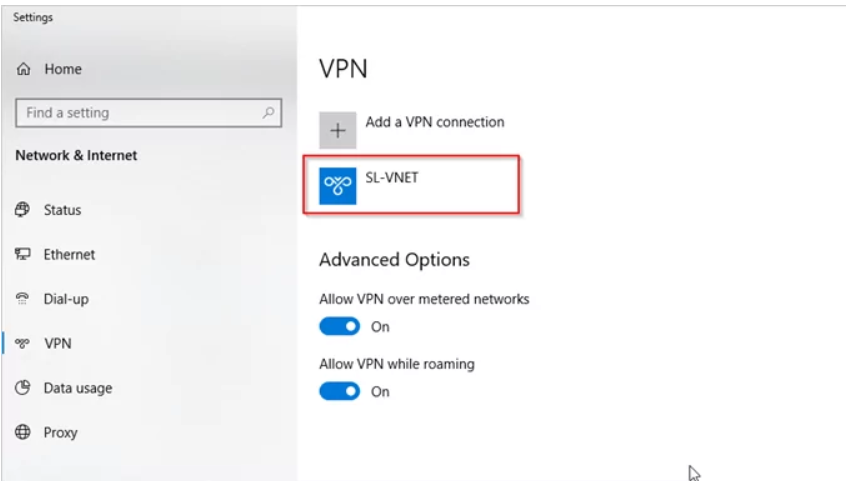 Settings
Home
Find a setting
Network & Internet
Status
Ethernet
Dial-up
VPN
Data usage
Proxy
VPN
Add a VPN connection
SL-VNET
Advanced Options
Allow VPN over metered networks
On
Allow VPN while roaming
On